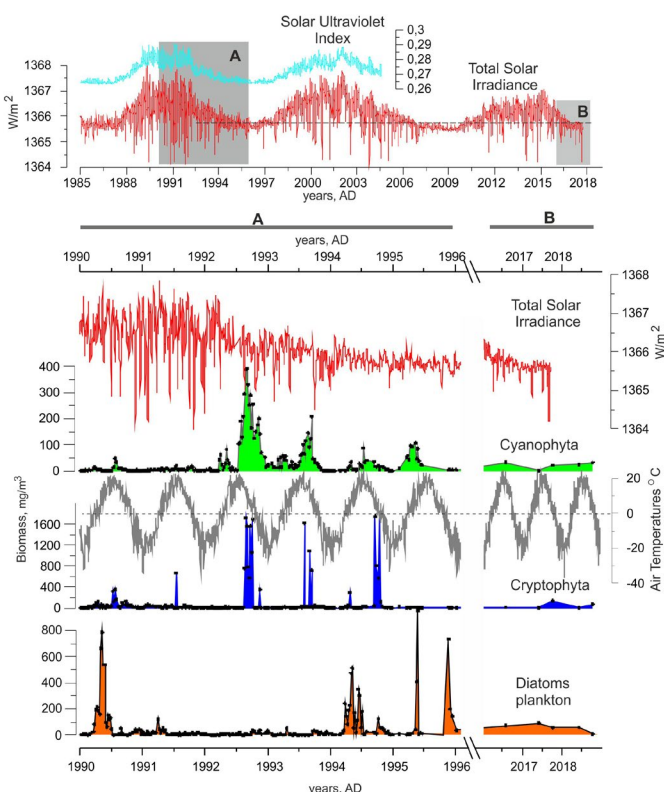 Solar Ultraviolet
Index
0,3
0,29
0,28
0,27
0,26
A
Total Solar
Irradiance
B
W/m²
1368
1367
1366
1365
1364
1985 1988 1991 1994 1997 2000 2003 2006 2009 2012 2015 2018
years, AD
A B
years, AD
1990 1991 1992 1993 1994 1995 1996 2017 2018
Total Solar
Irradiance
1368
1367
1366
1365
1364
W/m²
400
300
200
100
0
Cyanophyta
Biomass, mg/m³
1600
1200
800
400
0
20
0
-20
-40
Air Temperatures °C
Cryptophyta
800
600
400
200
0
Diatoms
plankton
1990 1991 1992 1993 1994 1995 1996 2017 2018
years, AD